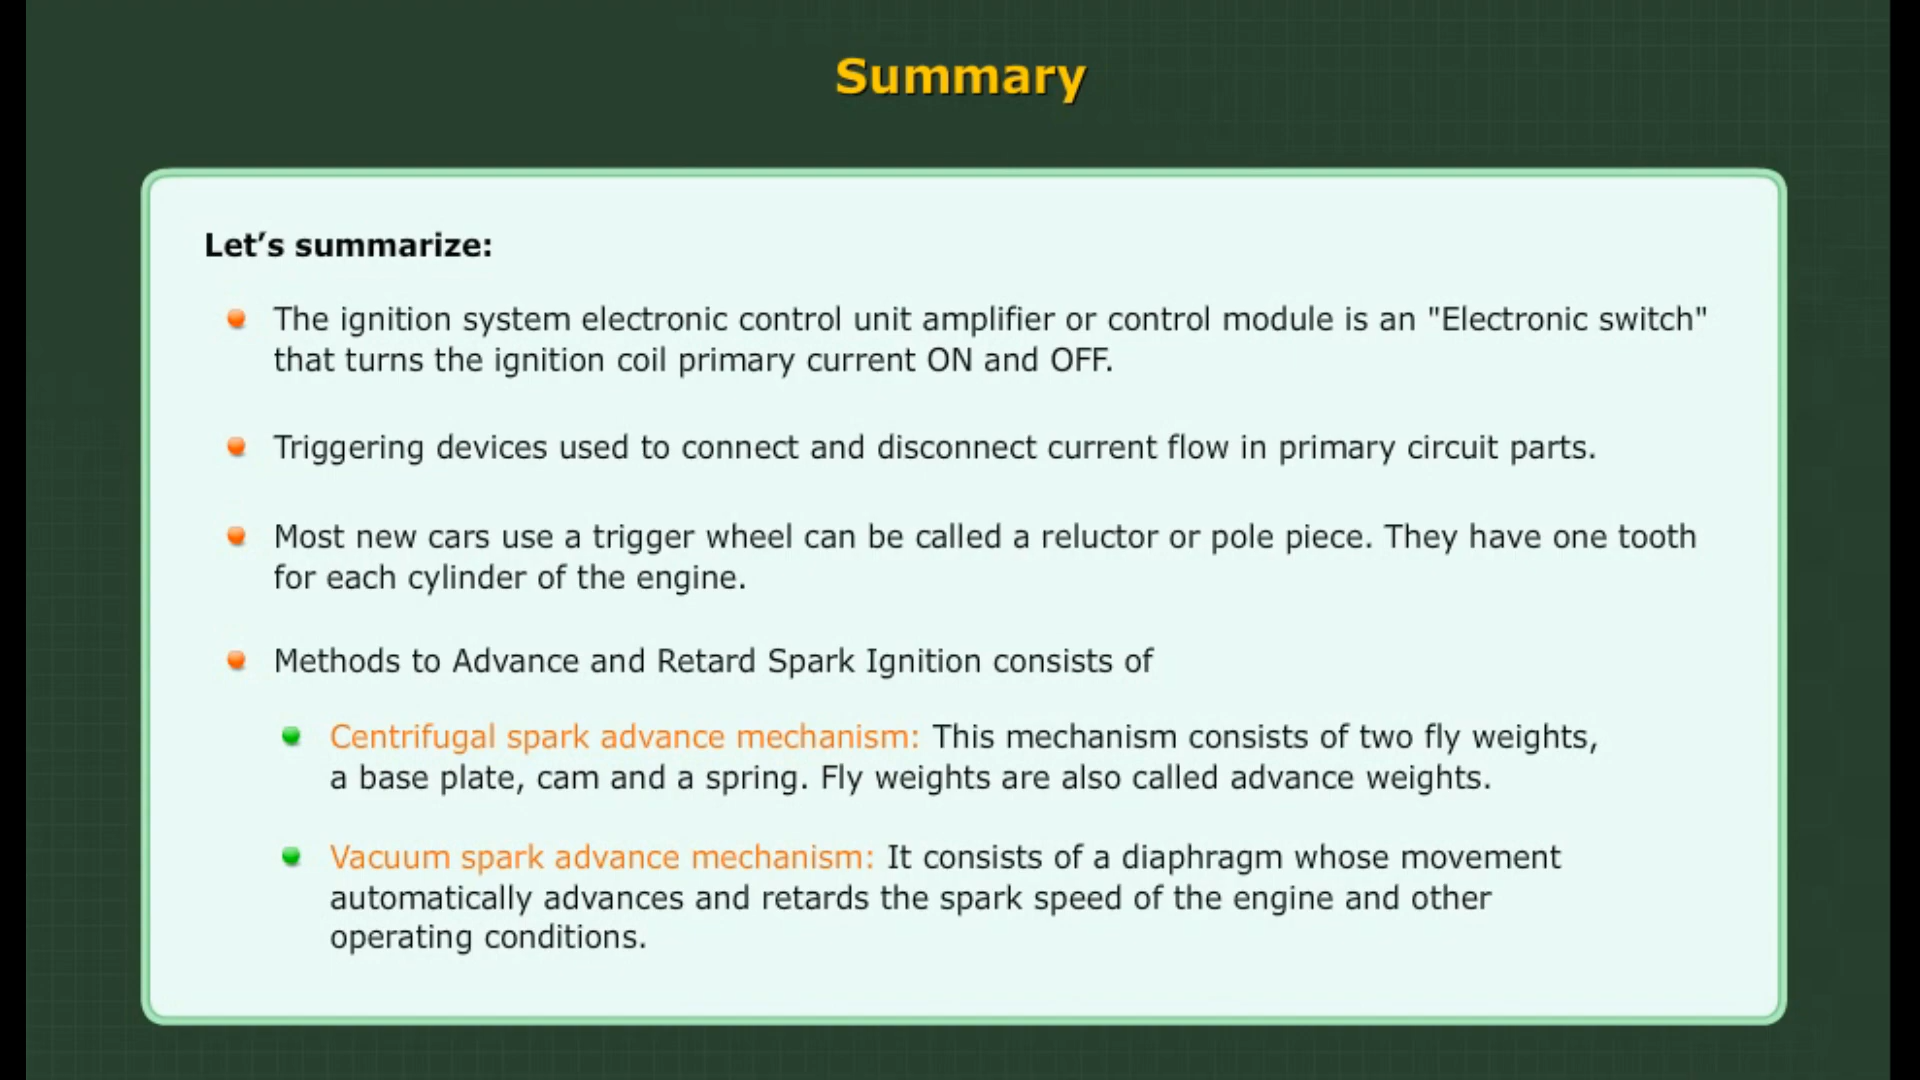 Summary
Let’s summarize:
The ignition system electronic control unit amplifier or control module is an "Electronic switch"
that turns the ignition coil primary current ON and OFF.
Triggering devices used to connect and disconnect current flow in primary circuit parts.
Most new cars use a trigger wheel can be called a reluctor or pole piece. They have one tooth
for each cylinder of the engine.
Methods to Advance and Retard Spark Ignition consists of
Centrifugal spark advance mechanism: This mechanism consists of two fly weights,
a base plate, cam and a spring. Fly weights are also called advance weights.
Vacuum spark advance mechanism: It consists of a diaphragm whose movement
automatically advances and retards the spark speed of the engine and other
operating conditions.